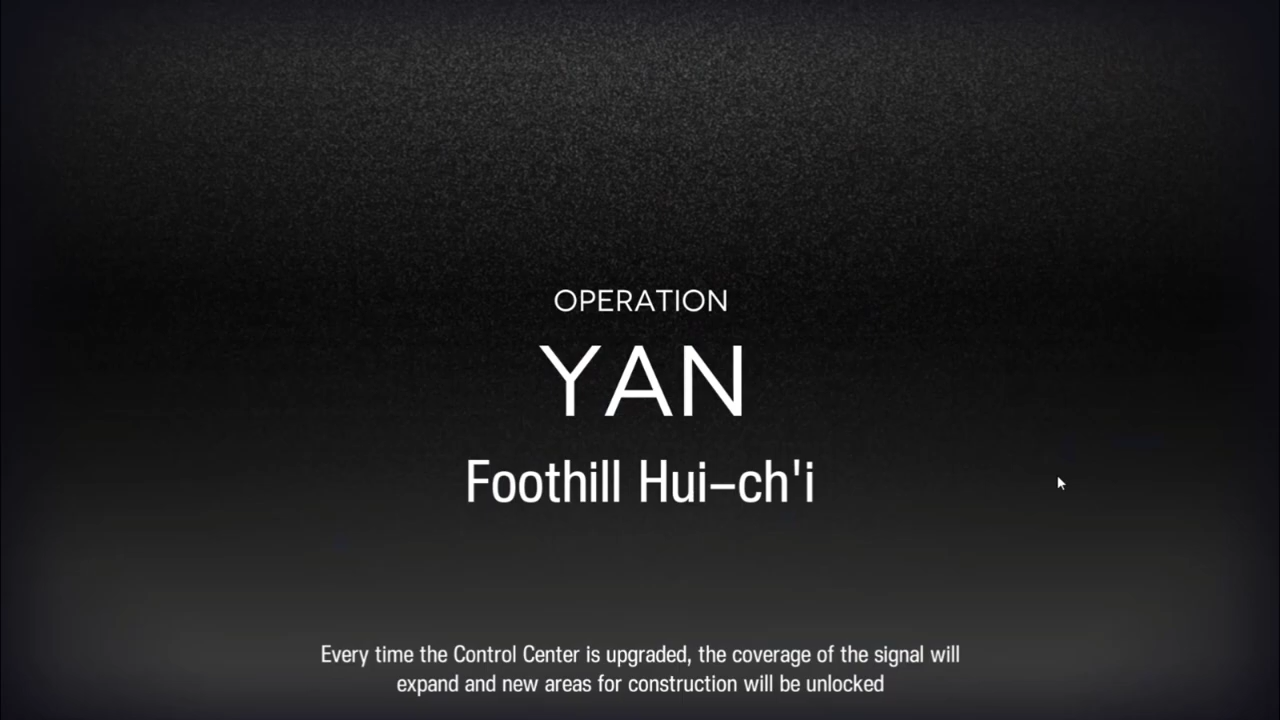 OPERATION
YAN
Foothill Hui–ch'i
Every time the Control Center is upgraded, the coverage of the signal will
expand and new areas for construction will be unlocked